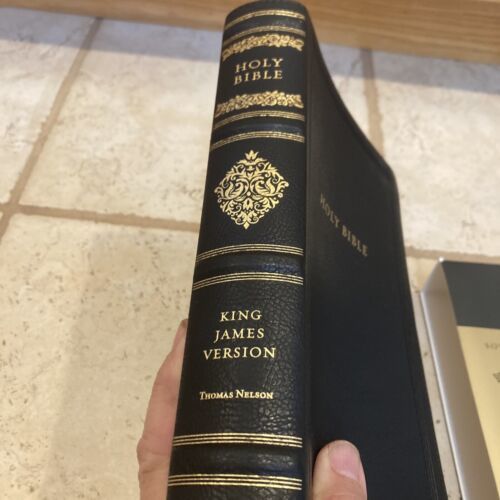 HOLY
BIBLE
KING
JAMES
VERSION
THOMAS NELSON
HOLY BIBLE